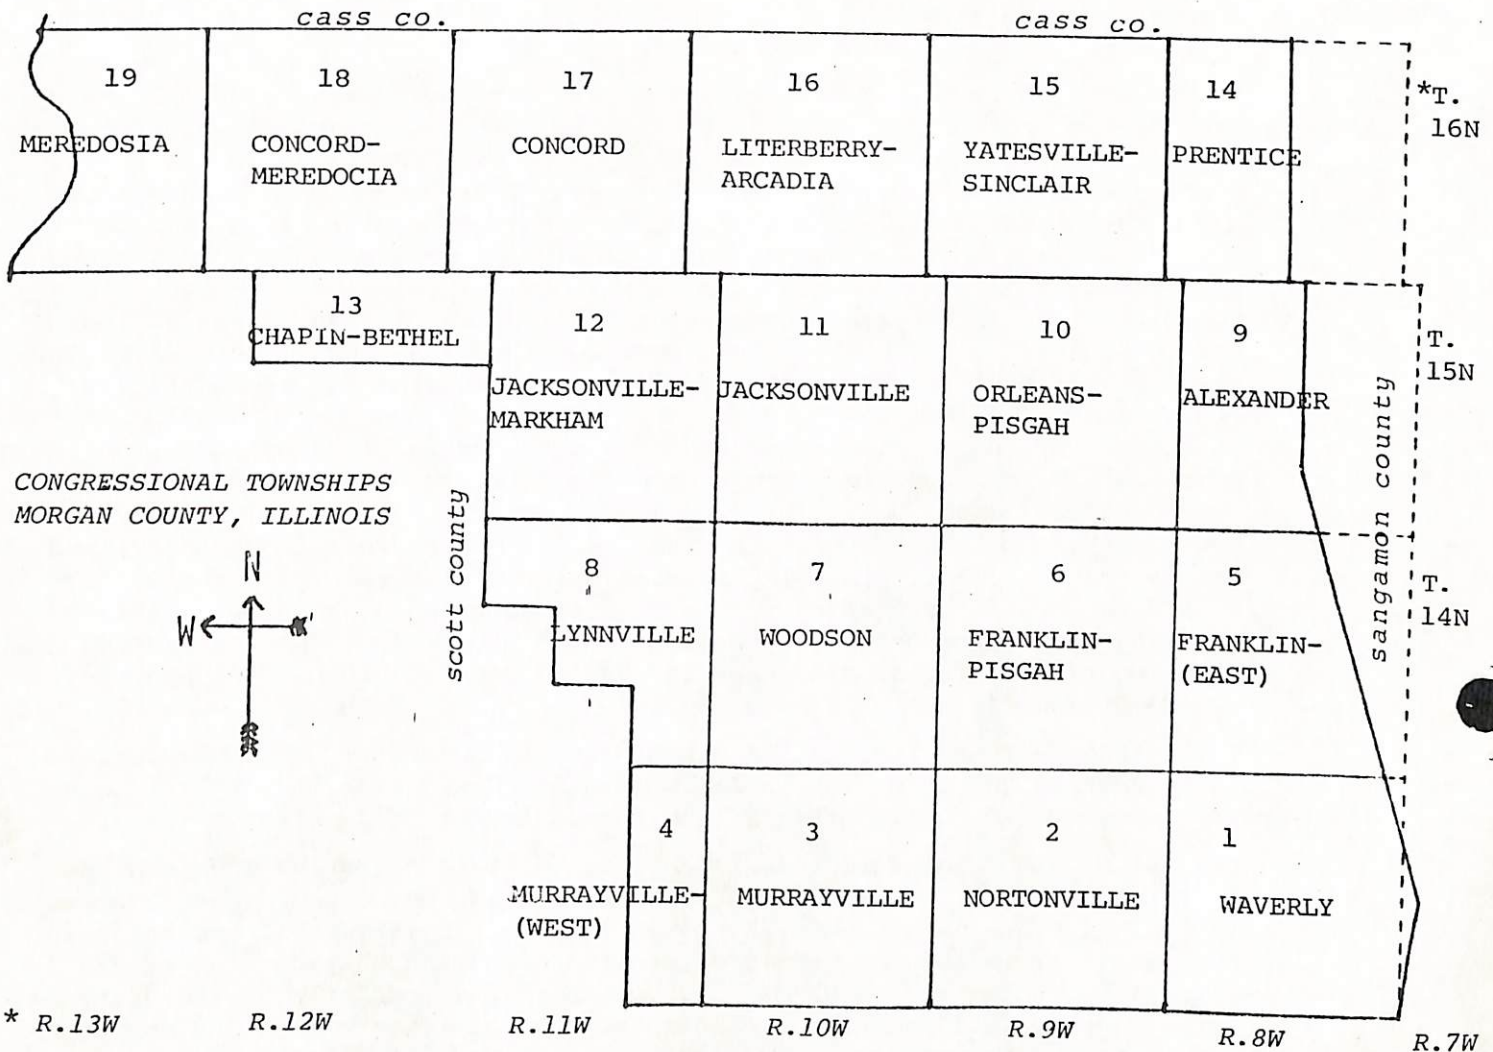 cass co.
cass co.
19
18
17
16
15
14
*T.
16N
MEREDOSIA
CONCORD-
MEREDOCIA
CONCORD
LITERBERRY-
ARCADIA
YATESVILLE-
SINCLAIR
PRENTICE
13
CHAPIN-BETHEL
12
JACKSONVILLE-
MARKHAM
11
JACKSONVILLE
10
ORLEANS-
PISGAH
9
ALEXANDER
T.
15N
sangamon county
CONGRESSIONAL TOWNSHIPS
MORGAN COUNTY, ILLINOIS
N
W
scott county
8
LYNNVILLE
7
WOODSON
6
FRANKLIN-
PISGAH
5
FRANKLIN-
(EAST)
T.
14N
4
MURRAYVILLE-
(WEST)
3
MURRAYVILLE
2
NORTONVILLE
1
WAVERLY
* R.13W
R.12W
R.11W
R.10W
R.9W
R.8W
R.7W